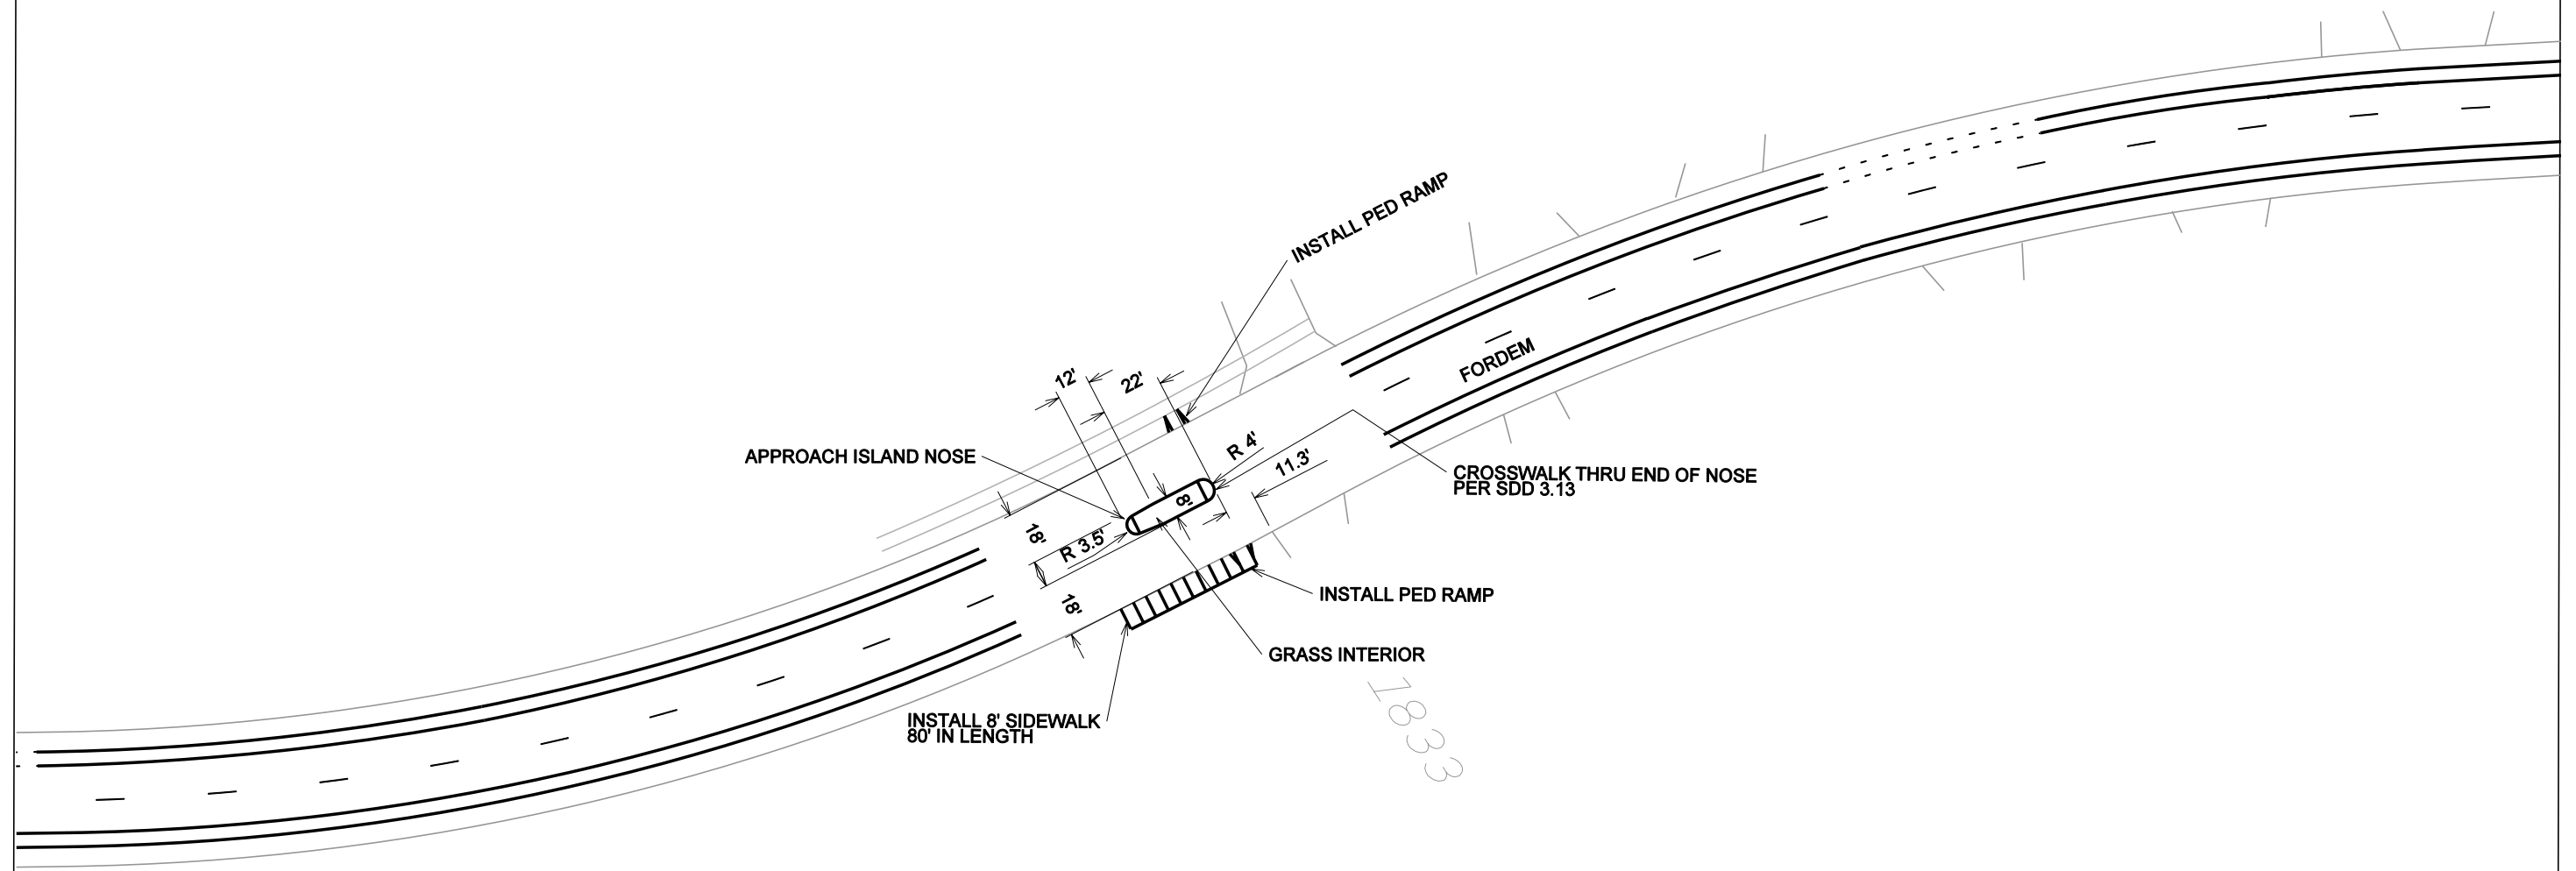 INSTALL PED RAMP
FORDEM
12'
22'
APPROACH ISLAND NOSE
R 4'
11.3'
CROSSWALK THRU END OF NOSE
PER SDD 3.13
8'
18'
R 3.5'
18'
INSTALL PED RAMP
GRASS INTERIOR
INSTALL 8' SIDEWALK
80' IN LENGTH
1833